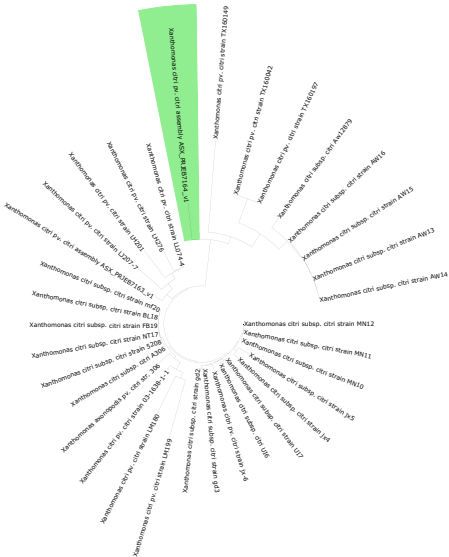 Xanthomonas citri pv. citri assembly ASX_PRJEB7164_v1
Xanthomonas citri pv. citri strain TX160149
Xanthomonas citri pv. citri strain TX160042
Xanthomonas citri pv. citri strain TX160197
Xanthomonas citri subsp. citri strain Aw12879
Xanthomonas citri subsp. citri strain AW16
Xanthomonas citri subsp. citri strain AW15
Xanthomonas citri subsp. citri strain AW13
Xanthomonas citri subsp. citri strain AW14
Xanthomonas citri subsp. citri strain MN12
Xanthomonas citri subsp. citri strain MN11
Xanthomonas citri subsp. citri strain MN10
Xanthomonas citri subsp. citri strain jx5
Xanthomonas citri subsp. citri strain jx4
Xanthomonas citri subsp. citri strain UI7
Xanthomonas citri subsp. citri UI6
Xanthomonas citri pv. citri strain jx-6
Xanthomonas citri subsp. citri strain gd3
Xanthomonas citri subsp. citri strain gd2
Xanthomonas citri pv. citri strain LM199
Xanthomonas citri pv. citri strain LM180
Xanthomonas citri pv. citri strain 03-1638-1-1
Xanthomonas axonopodis pv. citri str. 306
Xanthomonas citri subsp. citri A306
Xanthomonas citri subsp. citri strain 5208
Xanthomonas citri subsp. citri strain NT17
Xanthomonas citri subsp. citri strain FB19
Xanthomonas citri subsp. citri strain BL18
Xanthomonas citri subsp. citri strain mf20
Xanthomonas citri pv. citri assembly ASX_PRJEB7163_v1
Xanthomonas citri pv. citri strain LJ207-7
Xanthomonas citri pv. citri strain LH201
Xanthomonas citri pv. citri strain LH276
Xanthomonas citri pv. citri strain LL074-4